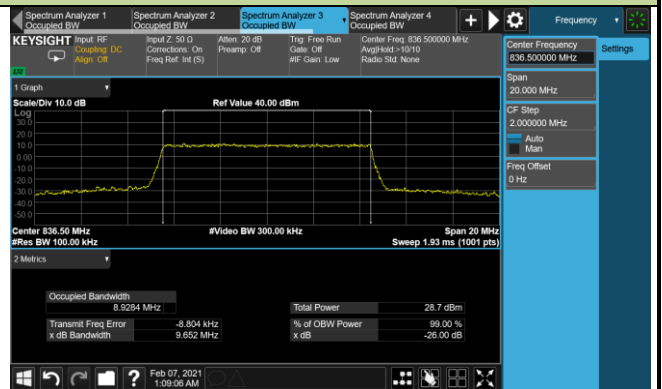 Spectrum Analyzer 1
Occupied BW
Spectrum Analyzer 2
Occupied BW
Spectrum Analyzer 3
Occupied BW
Spectrum Analyzer 4
Occupied BW
Frequency
KEYSIGHT
Input: RF
Coupling: DC
Align: Off
Input Z: 50 Ω
Corrections: On
Freq Ref: Int (S)
Atten: 20 dB
Preamp: Off
Trig: Free Run
Gate: Off
#IF Gain: Low
Center Freq: 836.500000 MHz
Avg|Hold:>10/10
Radio Std: None
Center Frequency
836.500000 MHz
Settings
Span
20.000 MHz
CF Step
2.000000 MHz
Auto
Man
Freq Offset
0 Hz
1 Graph
Scale/Div 10.0 dB
Ref Value 40.00 dBm
Log
30.0
20.0
10.0
0.00
-10.0
-20.0
-30.0
-40.0
-50.0
Center 836.50 MHz
#Video BW 300.00 kHz
Span 20 MHz
#Res BW 100.00 kHz
Sweep 1.93 ms (1001 pts)
2 Metrics
Occupied Bandwidth
8.9284 MHz
Total Power
28.7 dBm
Transmit Freq Error
-8.804 kHz
% of OBW Power
99.00 %
x dB Bandwidth
9.652 MHz
x dB
-26.00 dB
?
Feb 07, 2021
1:09:06 AM